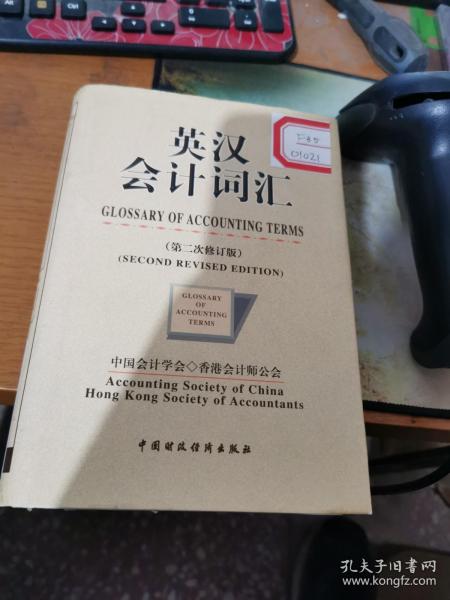 英汉
会计词汇
GLOSSARY OF ACCOUNTING TERMS
(第二次修订版)
(SECOND REVISED EDITION)
GLOSSARY
OF
ACCOUNTING
TERMS
中国会计学会◇香港会计师公会
Accounting Society of China
Hong Kong Society of Accountants
中国财政经济出版社
01021
Alt
Ctrl
孔夫子旧书网
www.kongfz.com